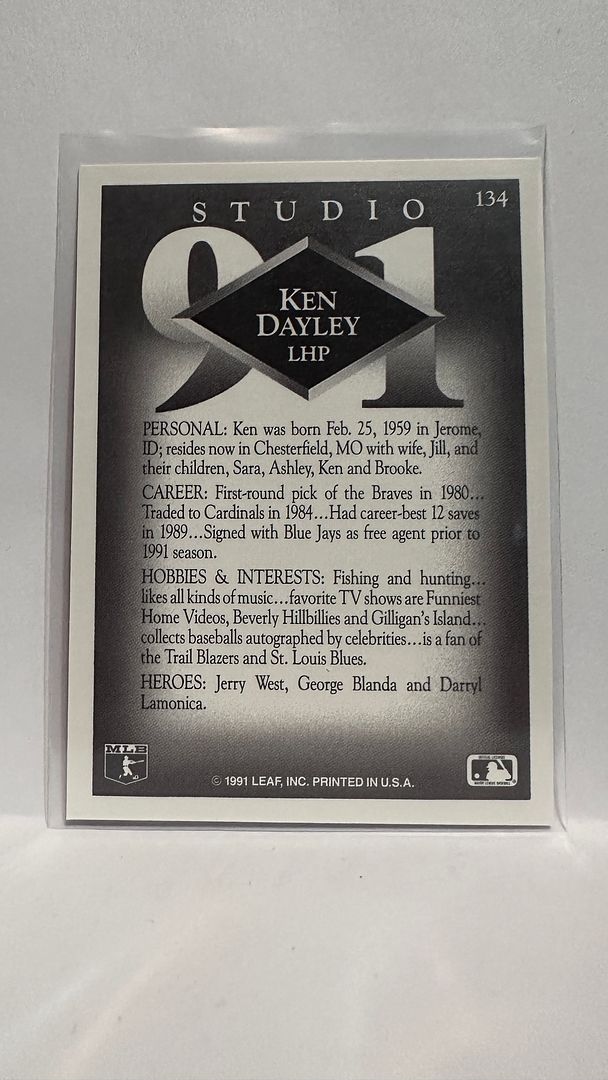 134
STUDIO
91
KEN
DAYLEY
LHP
PERSONAL: Ken was born Feb. 25, 1959 in Jerome,
ID; resides now in Chesterfield, MO with wife, Jill, and
their children, Sara, Ashley, Ken and Brooke.
CAREER: First-round pick of the Braves in 1980...
Traded to Cardinals in 1984...Had career-best 12 saves
in 1989...Signed with Blue Jays as free agent prior to
1991 season.
HOBBIES & INTERESTS: Fishing and hunting...
likes all kinds of music...favorite TV shows are Funniest
Home Videos, Beverly Hillbillies and Gilligan's Island...
collects baseballs autographed by celebrities...is a fan of
the Trail Blazers and St. Louis Blues.
HEROES: Jerry West, George Blanda and Darryl
Lamonica.
MLB
© 1991 LEAF, INC. PRINTED IN U.S.A.